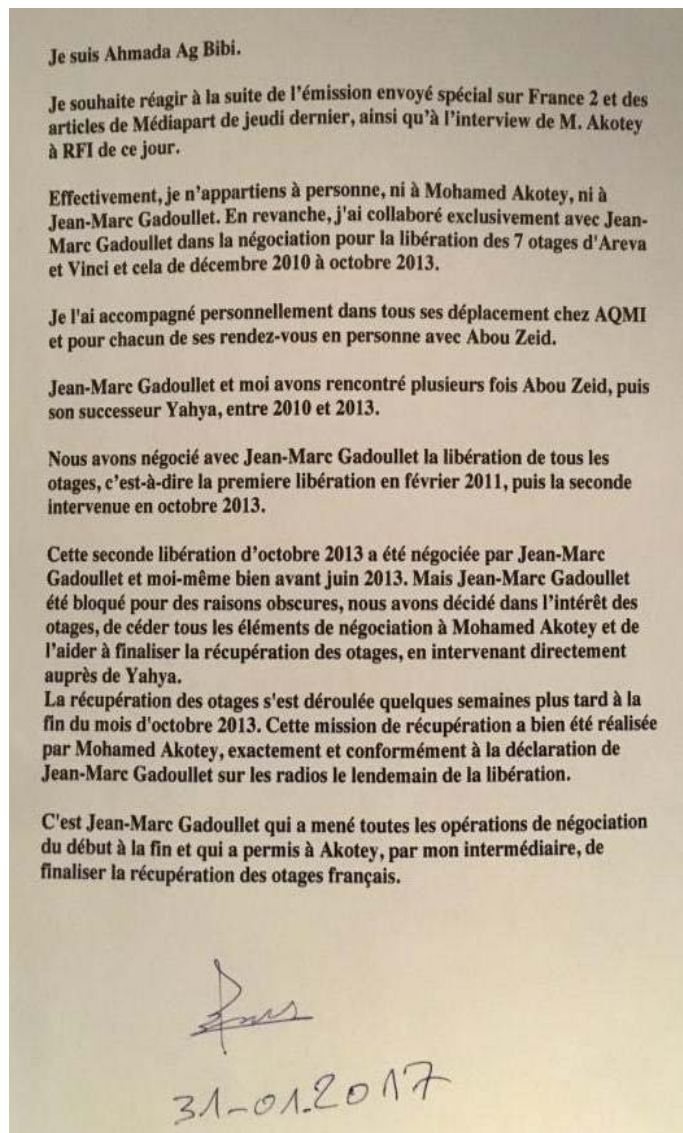 Je suis Ahmada Ag Bibi.
Je souhaite réagir à la suite de l'émission envoyé spécial sur France 2 et des
articles de Médiapart de jeudi dernier, ainsi qu'à l'interview de M. Akotey
à RFI de ce jour.
Effectivement, je n'appartiens à personne, ni à Mohamed Akotey, ni à
Jean-Marc Gadoullet. En revanche, j'ai collaboré exclusivement avec Jean-
Marc Gadoullet dans la négociation pour la libération des 7 otages d'Areva
et Vinci et cela de décembre 2010 à octobre 2013.
Je l'ai accompagné personnellement dans tous ses déplacement chez AQMI
et pour chacun de ses rendez-vous en personne avec Abou Zeid.
Jean-Marc Gadoullet et moi avons rencontré plusieurs fois Abou Zeid, puis
son successeur Yahya, entre 2010 et 2013.
Nous avons négocié avec Jean-Marc Gadoullet la libération de tous les
otages, c'est-à-dire la premiere libération en février 2011, puis la seconde
intervenue en octobre 2013.
Cette seconde libération d'octobre 2013 a été négociée par Jean-Marc
Gadoullet et moi-même bien avant juin 2013. Mais Jean-Marc Gadoullet
été bloqué pour des raisons obscures, nous avons décidé dans l'intérêt des
otages, de céder tous les éléments de négociation à Mohamed Akotey et de
l'aider à finaliser la récupération des otages, en intervenant directement
auprès de Yahya.
La récupération des otages s'est déroulée quelques semaines plus tard à la
fin du mois d'octobre 2013. Cette mission de récupération a bien été réalisée
par Mohamed Akotey, exactement et conformément à la déclaration de
Jean-Marc Gadoullet sur les radios le lendemain de la libération.
C'est Jean-Marc Gadoullet qui a mené toutes les opérations de négociation
du début à la fin et qui a permis à Akotey, par mon intermédiaire, de
finaliser la récupération des otages français.
31-01.2017